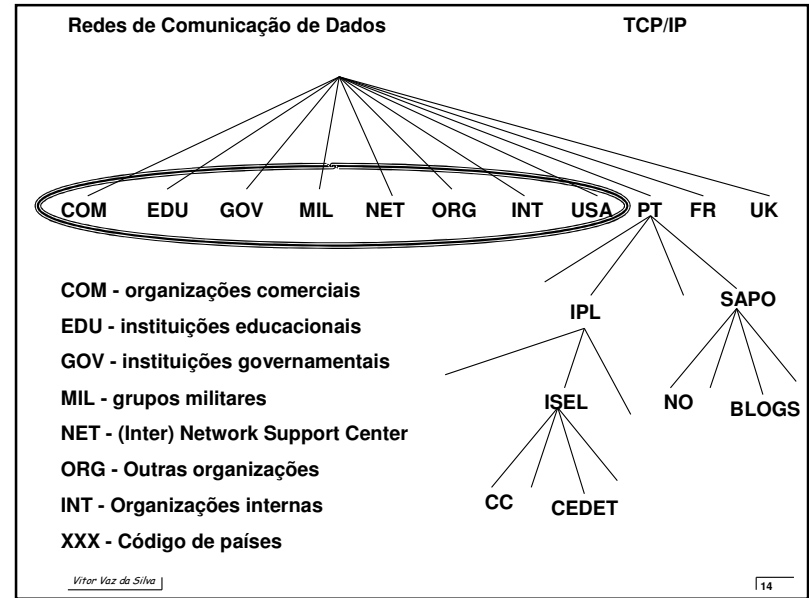 Redes de Comunicação de Dados TCP/IP
COM EDU GOV MIL NET ORG INT USA PT FR UK
COM - organizações comerciais
EDU - instituições educacionais
GOV - instituições governamentais
MIL - grupos militares
NET - (Inter) Network Support Center
ORG - Outras organizações
INT - Organizações internas
XXX - Código de países
IPL SAPO
ISEL NO BLOGS
CC CEDET
Vitor Vaz da Silva 14